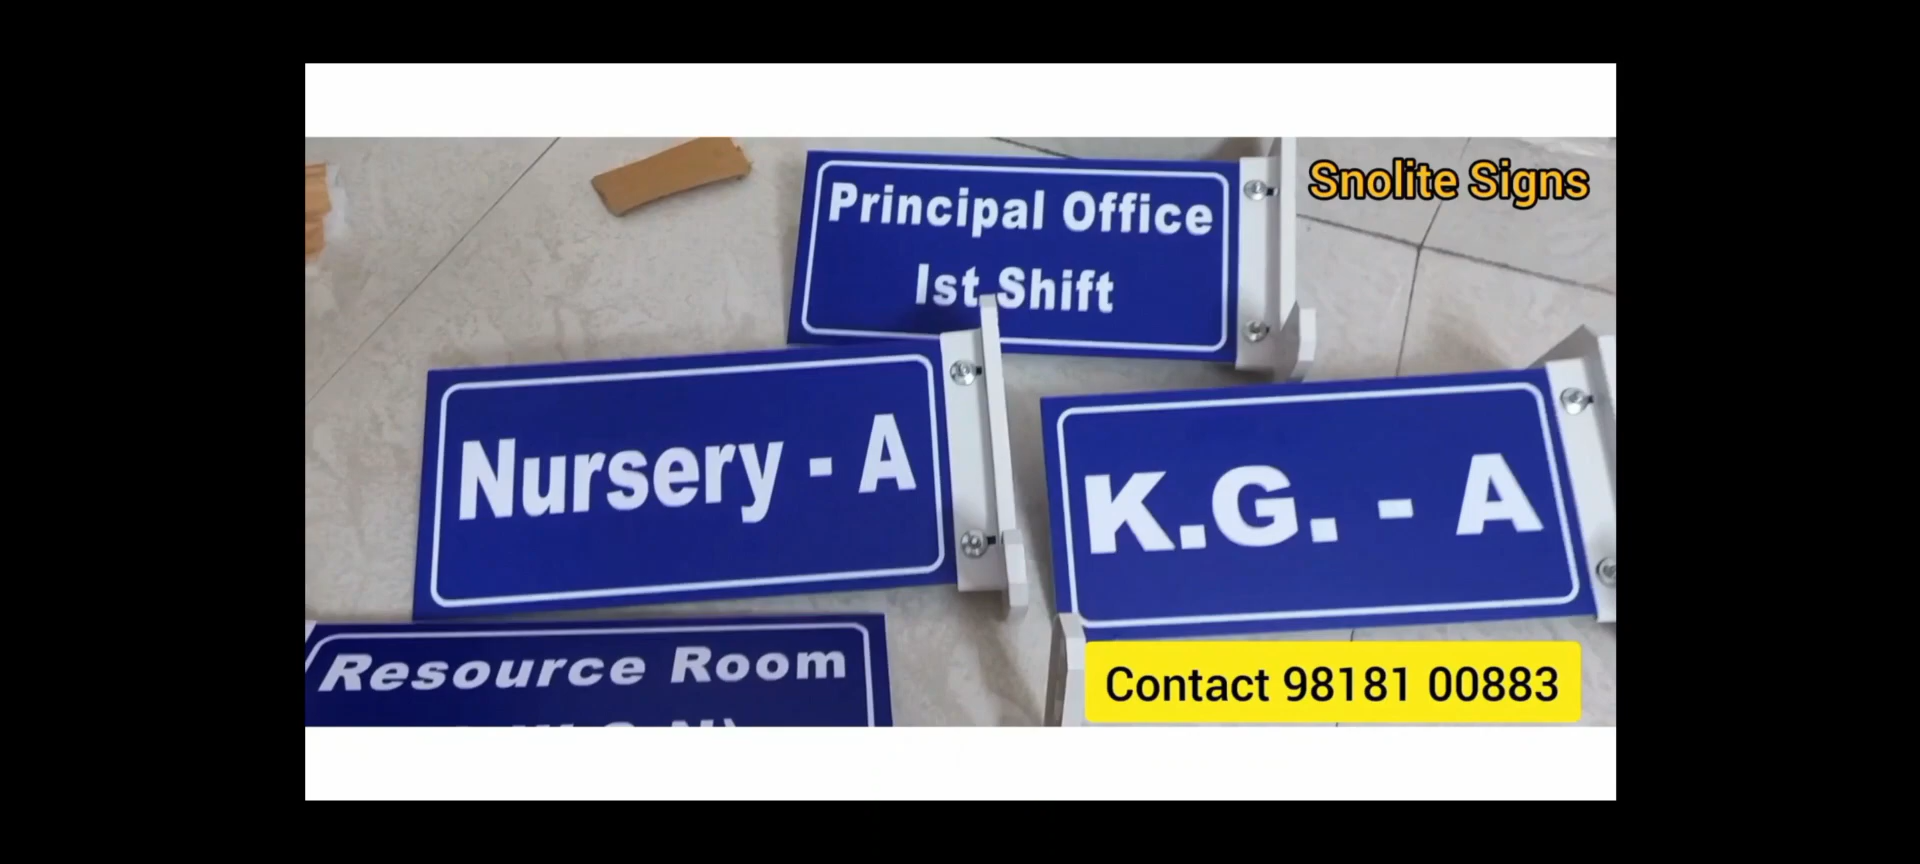 Snolite Signs
Principal Office
Ist Shift
Nursery - A
K.G. - A
Resource Room
Contact 98181 00883